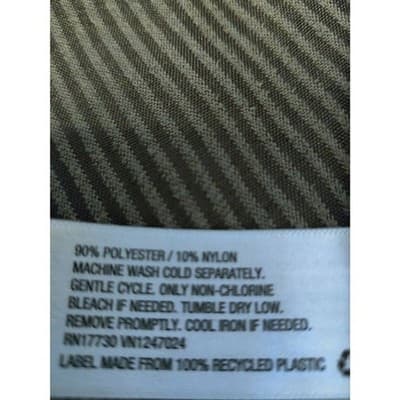 90% POLYESTER / 10% NYLON
MACHINE WASH COLD SEPARATELY.
GENTLE CYCLE. ONLY NON-CHLORINE
BLEACH IF NEEDED. TUMBLE DRY LOW.
REMOVE PROMPTLY. COOL IRON IF NEEDED.
RN17730 VN1247024
LABEL MADE FROM 100% RECYCLED PLASTIC